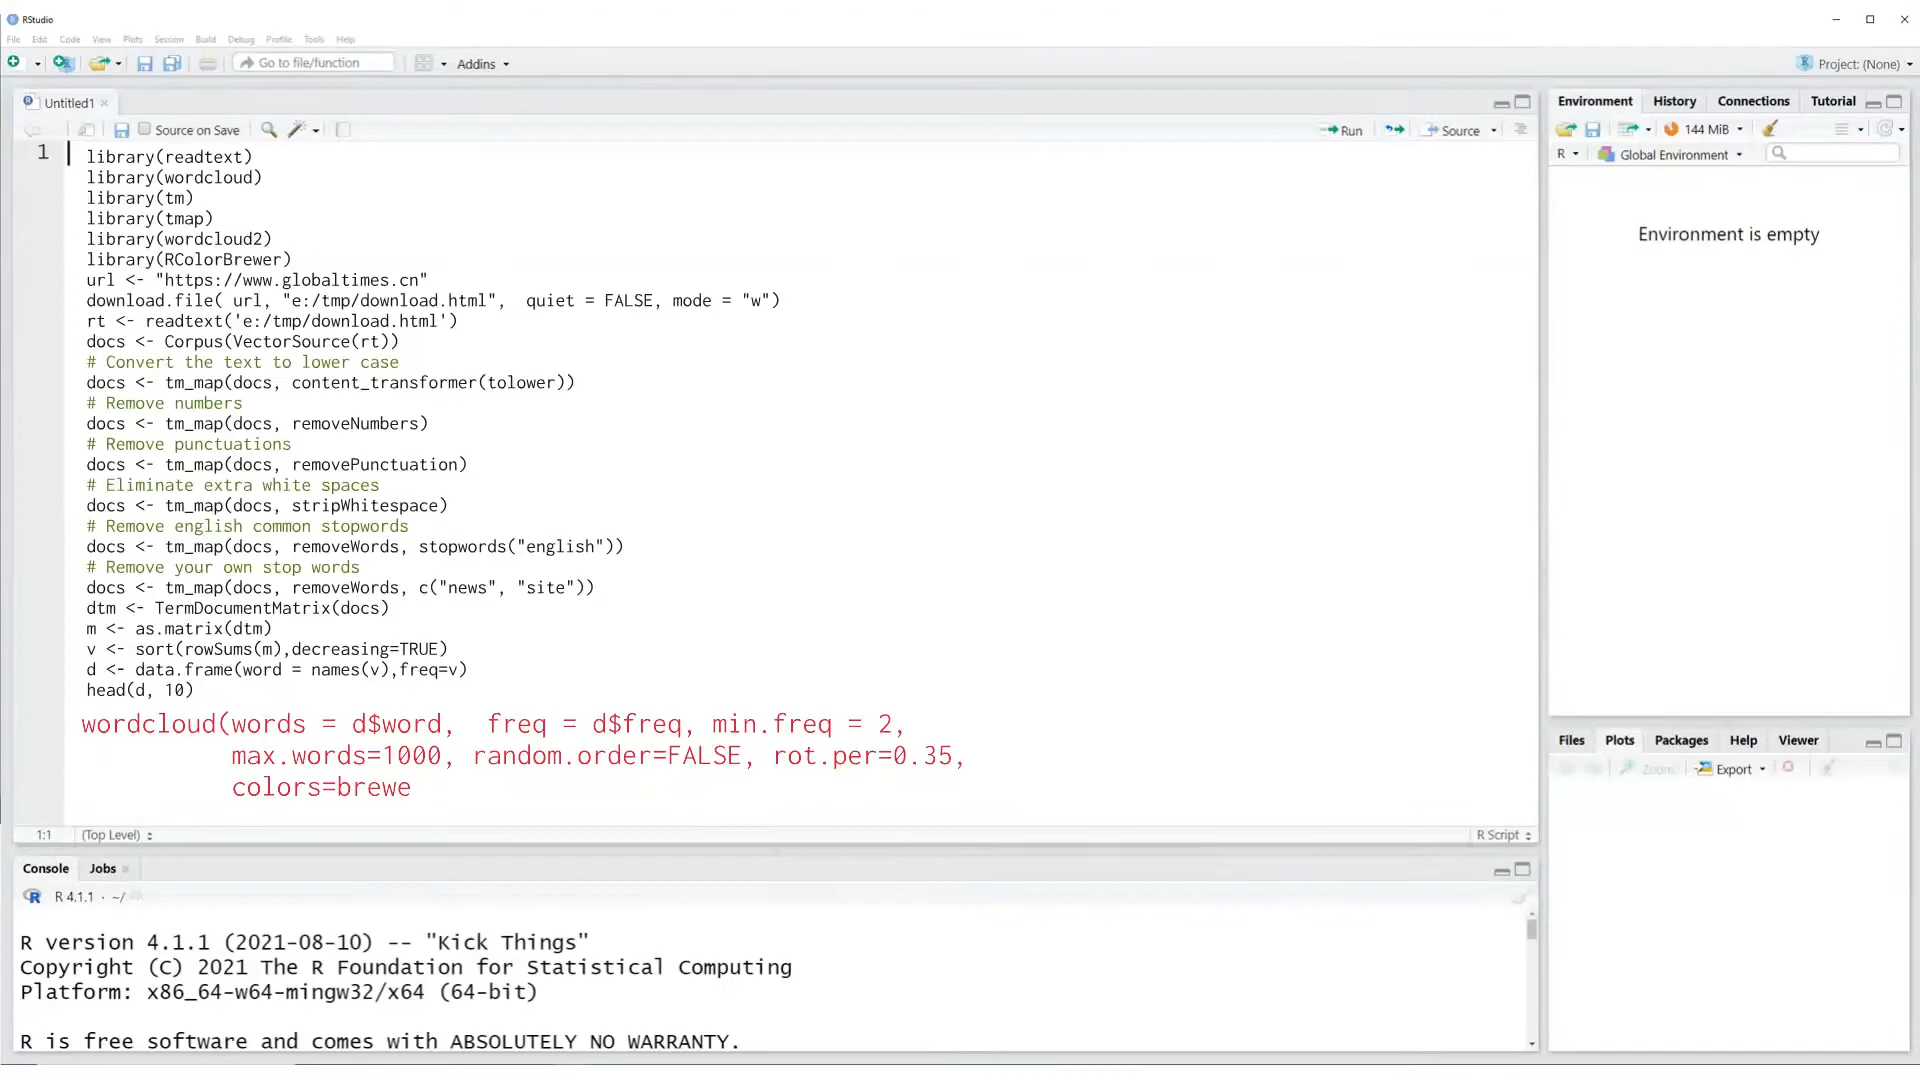 RStudio
File Edit Code View Plots Session Build Debug Profile Tools Help
Go to file/function Addins Project: (None)
Untitled1
Source on Save Run Source
1
library(readtext)
library(wordcloud)
library(tm)
library(tmap)
library(wordcloud2)
library(RColorBrewer)
url <- "https://www.globaltimes.cn"
download.file( url, "e:/tmp/download.html",  quiet = FALSE, mode = "w")
rt <- readtext('e:/tmp/download.html')
docs <- Corpus(VectorSource(rt))
# Convert the text to lower case
docs <- tm_map(docs, content_transformer(tolower))
# Remove numbers
docs <- tm_map(docs, removeNumbers)
# Remove punctuations
docs <- tm_map(docs, removePunctuation)
# Eliminate extra white spaces
docs <- tm_map(docs, stripWhitespace)
# Remove english common stopwords
docs <- tm_map(docs, removeWords, stopwords("english"))
# Remove your own stop words
docs <- tm_map(docs, removeWords, c("news", "site"))
dtm <- TermDocumentMatrix(docs)
m <- as.matrix(dtm)
v <- sort(rowSums(m),decreasing=TRUE)
d <- data.frame(word = names(v),freq=v)
head(d, 10)
wordcloud(words = d$word,  freq = d$freq, min.freq = 2,
max.words=1000, random.order=FALSE, rot.per=0.35,
colors=brewe
1:1 (Top Level) R Script
Console Jobs
R 4.1.1 · ~/
R version 4.1.1 (2021-08-10) -- "Kick Things"
Copyright (C) 2021 The R Foundation for Statistical Computing
Platform: x86_64-w64-mingw32/x64 (64-bit)
R is free software and comes with ABSOLUTELY NO WARRANTY.
Environment History Connections Tutorial
144 MiB
R Global Environment
Environment is empty
Files Plots Packages Help Viewer
Zoom Export